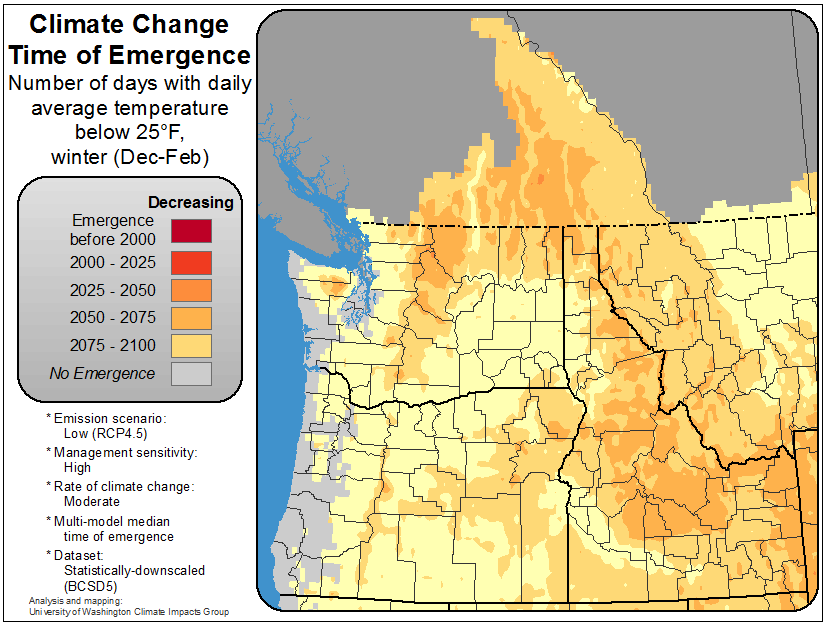 Climate Change
Time of Emergence
Number of days with daily
average temperature
below 25°F,
winter (Dec-Feb)
Decreasing
Emergence
before 2000
2000 - 2025
2025 - 2050
2050 - 2075
2075 - 2100
No Emergence
* Emission scenario:
Low (RCP4.5)
* Management sensitivity:
High
* Rate of climate change:
Moderate
* Multi-model median
time of emergence
* Dataset:
Statistically-downscaled
(BCSD5)
Analysis and mapping:
University of Washington Climate Impacts Group